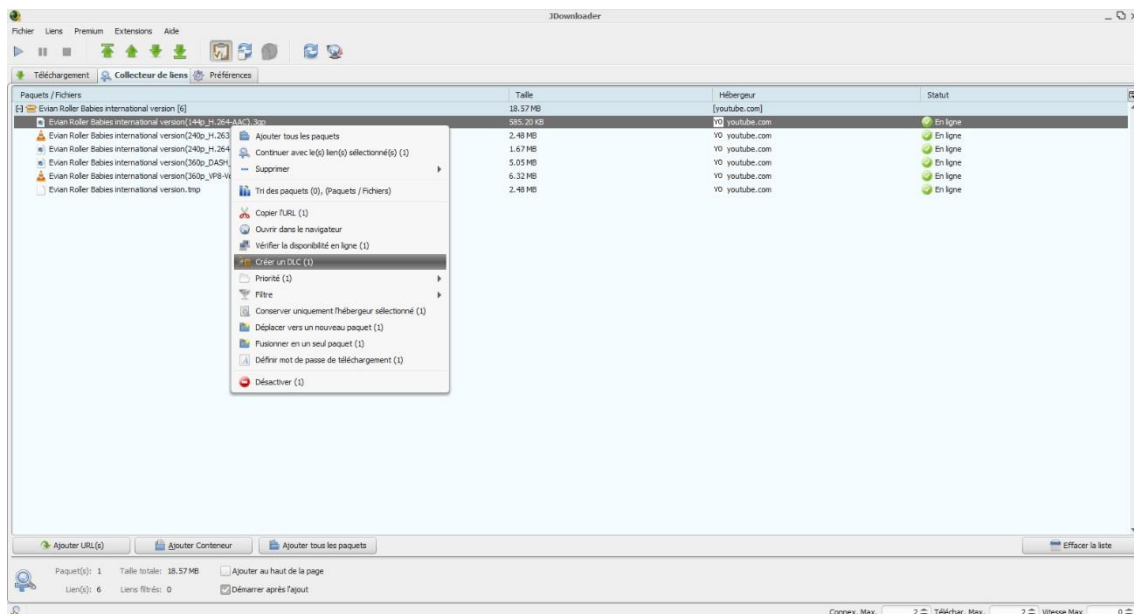 JDownloader
Fichier Liens Premium Extensions Aide
Téléchargement Collecteur de liens Préférences
Paquets / Fichiers Taille Hébergeur Statut
Evian Roller Babies international version [6] 18.57 MB [youtube.com]
Evian Roller Babies international version(144p_H.264-AAC).3gp 585.20 KB YO youtube.com En ligne
Evian Roller Babies international version(240p_H.263 2.48 MB YO youtube.com En ligne
Evian Roller Babies international version(240p_H.264 1.67 MB YO youtube.com En ligne
Evian Roller Babies international version(360p_DASH_ 5.05 MB YO youtube.com En ligne
Evian Roller Babies international version(360p_VP8-Vo 6.32 MB YO youtube.com En ligne
Evian Roller Babies international version.tmp 2.48 MB YO youtube.com En ligne
Ajouter tous les paquets
Continuer avec le(s) lien(s) sélectionné(s) (1)
Supprimer
Tri des paquets (0), (Paquets / Fichiers)
Copier l'URL (1)
Ouvrir dans le navigateur
Vérifier la disponibilité en ligne (1)
Créer un DLC (1)
Priorité (1)
Filtre
Conserver uniquement l'hébergeur sélectionné (1)
Déplacer vers un nouveau paquet (1)
Fusionner en un seul paquet (1)
Définir mot de passe de téléchargement (1)
Désactiver (1)
Ajouter URL(s) Ajouter Conteneur Ajouter tous les paquets Effacer la liste
Paquet(s): 1 Taille totale: 18.57 MB Ajouter au haut de la page
Lien(s): 6 Liens filtrés: 0 Démarrer après l'ajout
Connex. Max. 2 Téléchar. Max. 2 Vitesse Max 0